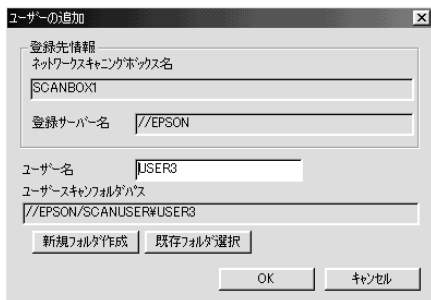 ユーザーの追加
登録先情報
ネットワークスキャニングボックス名
SCANBOX1
登録サーバー名 //EPSON
ユーザー名 USER3
ユーザースキャンフォルダパス
//EPSON/SCANUSER¥USER3
新規フォルダ作成 既存フォルダ選択
OK キャンセル